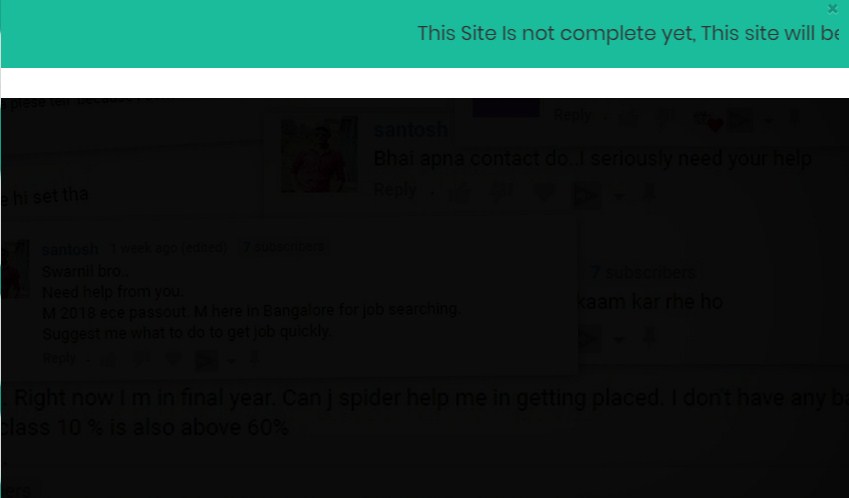 ×
This Site Is not complete yet, This site will be
Reply
santosh
Bhai apna contact do. I seriously need your help
Reply
hi set tha
santosh 1 week ago (edited) 7 subscribers
Swapnil bro..
Need help from you.
M 2018 ece passout. M here in Bangalore for job searching.
Suggest me what to do to get job quickly.
Reply
7 subscribers
kaam kar rhe ho
Right now I m in final year. Can j spider help me in getting placed. I don't have any
class 10 % is also above 60%